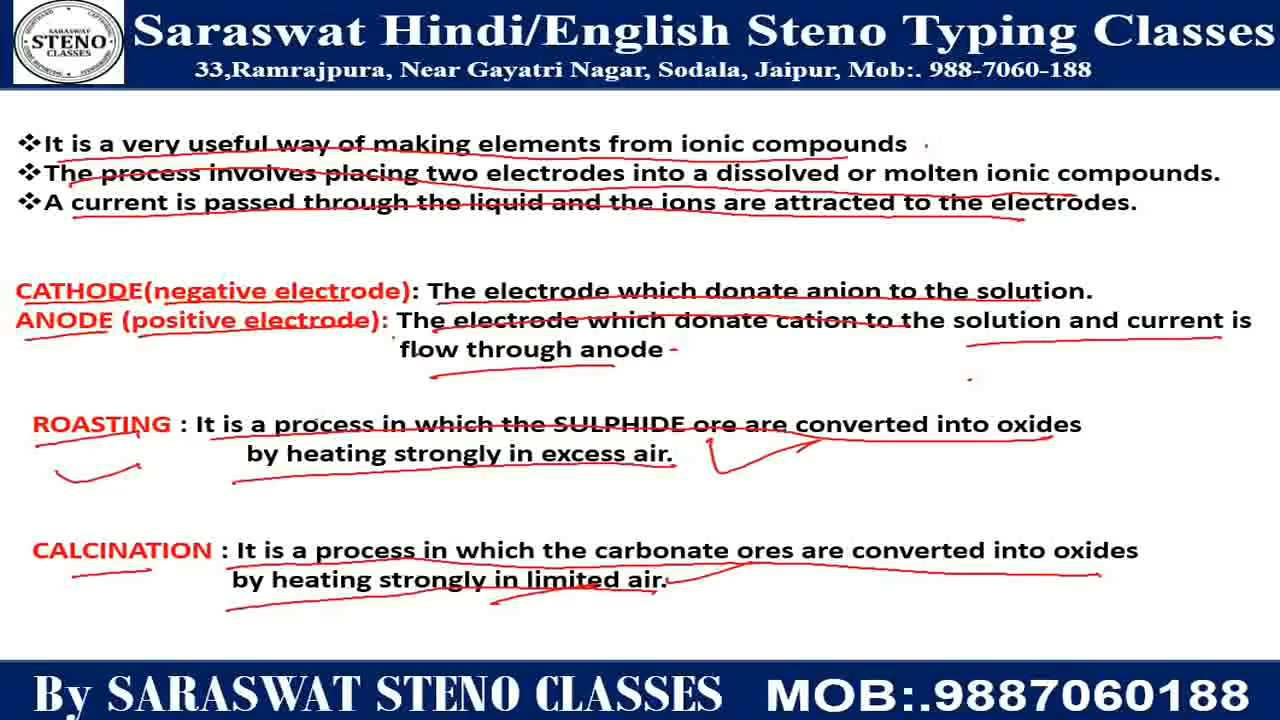 SARASWAT
STENO
CLASSES
Saraswat Hindi/English Steno Typing Classes
33,Ramrajpura, Near Gayatri Nagar, Sodala, Jaipur, Mob:. 988-7060-188
❖It is a very useful way of making elements from ionic compounds
❖The process involves placing two electrodes into a dissolved or molten ionic compounds.
❖A current is passed through the liquid and the ions are attracted to the electrodes.
CATHODE(negative electrode): The electrode which donate anion to the solution.
ANODE (positive electrode): The electrode which donate cation to the solution and current is
flow through anode
ROASTING : It is a process in which the SULPHIDE ore are converted into oxides
by heating strongly in excess air.
CALCINATION : It is a process in which the carbonate ores are converted into oxides
by heating strongly in limited air.
By SARASWAT STENO CLASSES MOB:.9887060188